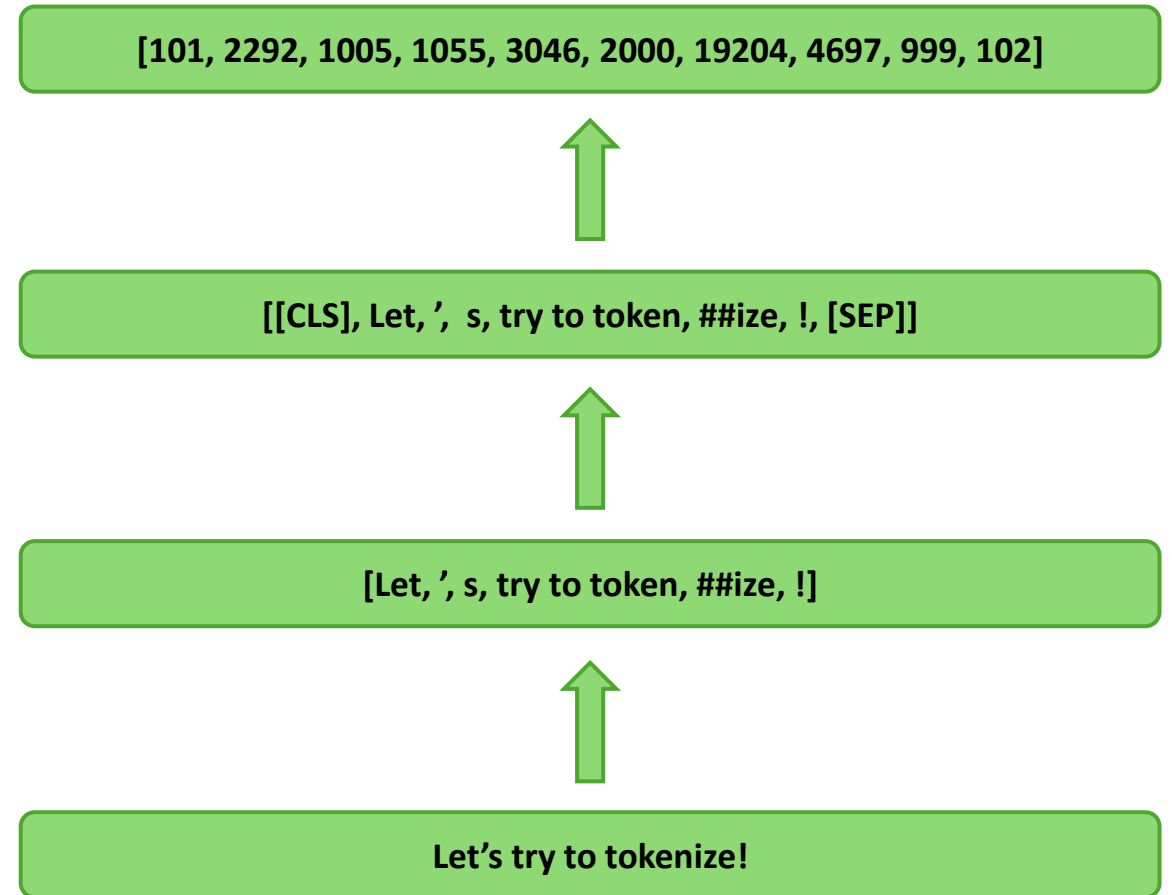 [101, 2292, 1005, 1055, 3046, 2000, 19204, 4697, 999, 102]
[[CLS], Let, ’,  s, try to token, ##ize, !, [SEP]]
[Let, ’, s, try to token, ##ize, !]
Let’s try to tokenize!